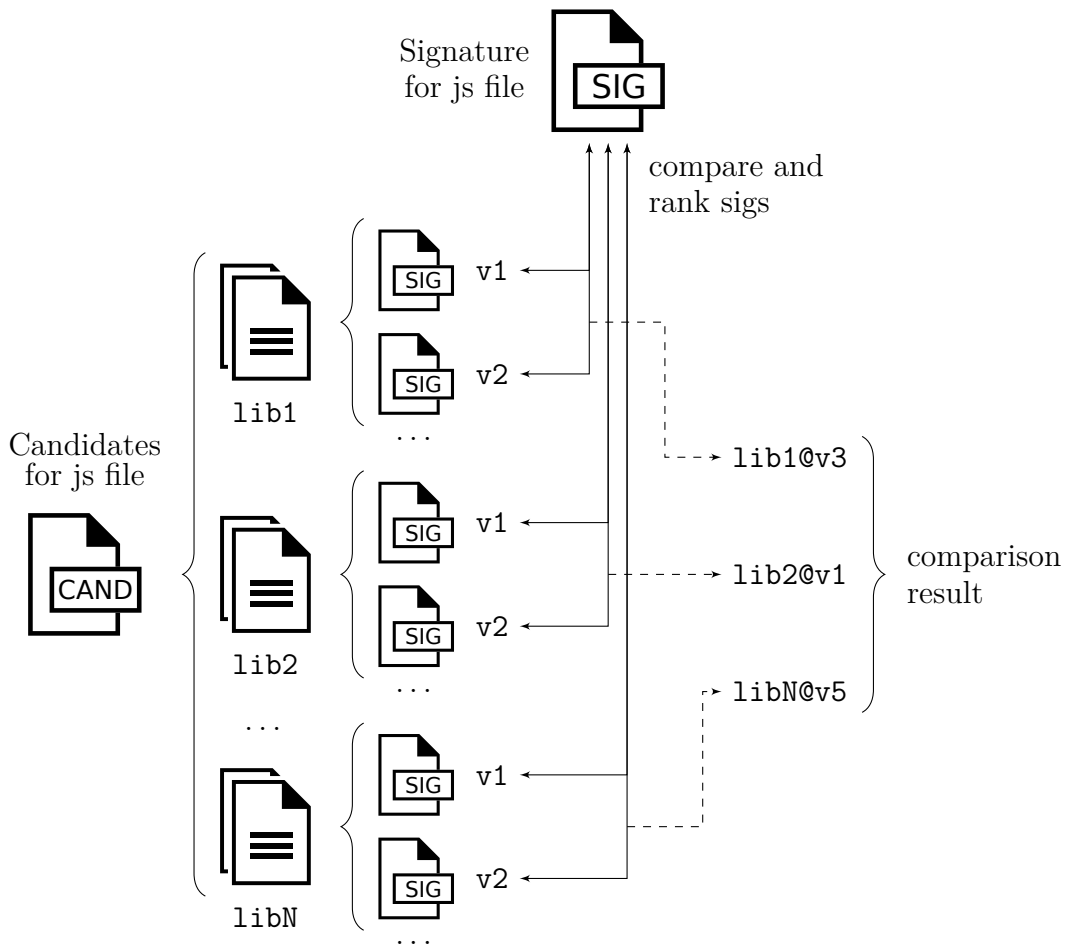 Signature
for js file
SIG
compare and
rank sigs
SIG
v1
SIG
v2
lib1
...
Candidates
for js file
CAND
SIG
v1
SIG
v2
lib2
...
...
SIG
v1
SIG
v2
libN
...
lib1@v3
lib2@v1
libN@v5
comparison
result